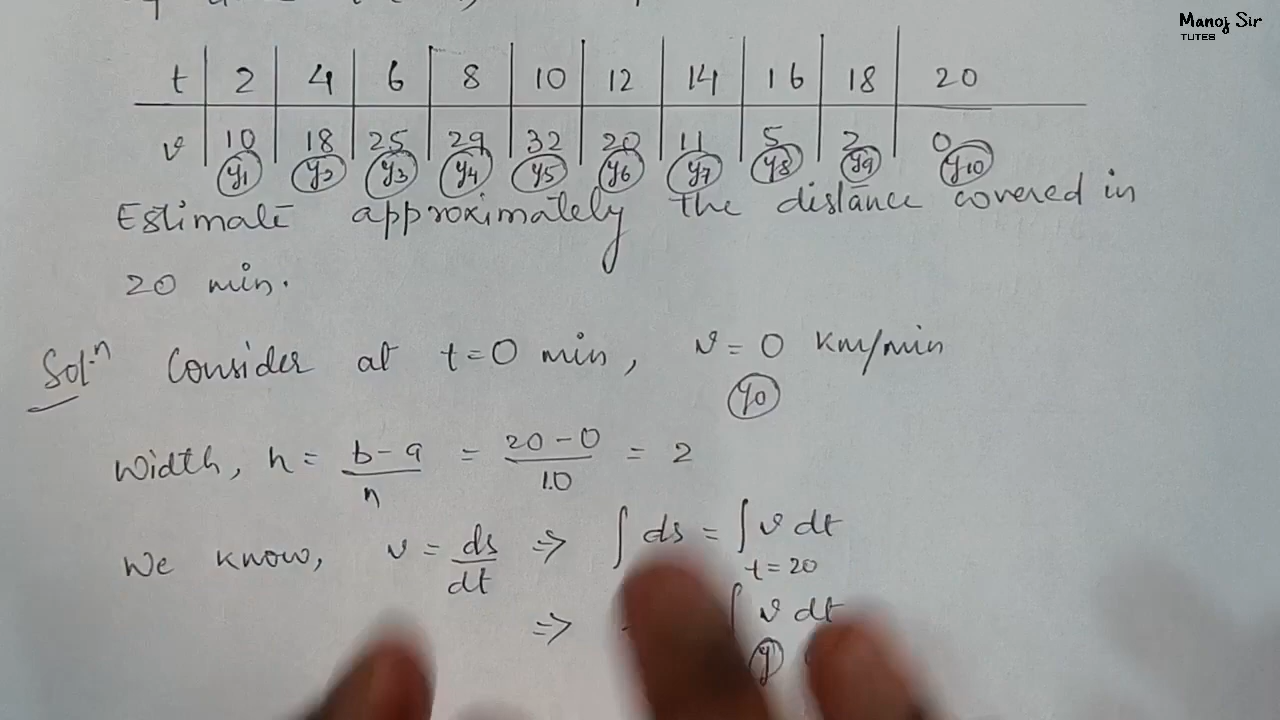 Manoj Sir
TUTES
t 2 4 6 8 10 12 14 16 18 20
v 10 18 25 29 32 20 11 5 2 0
y1 y2 y3 y4 y5 y6 y7 y8 y9 y10
Estimate approximately the distance covered in
20 min.
Sol.n Consider at t=0 min, v = 0 km/min
y0
Width, h = b-a/n = 20-0/10 = 2
We know, v = ds/dt ⇒ ∫ds = ∫v dt
t=20
⇒ ∫v dt
y